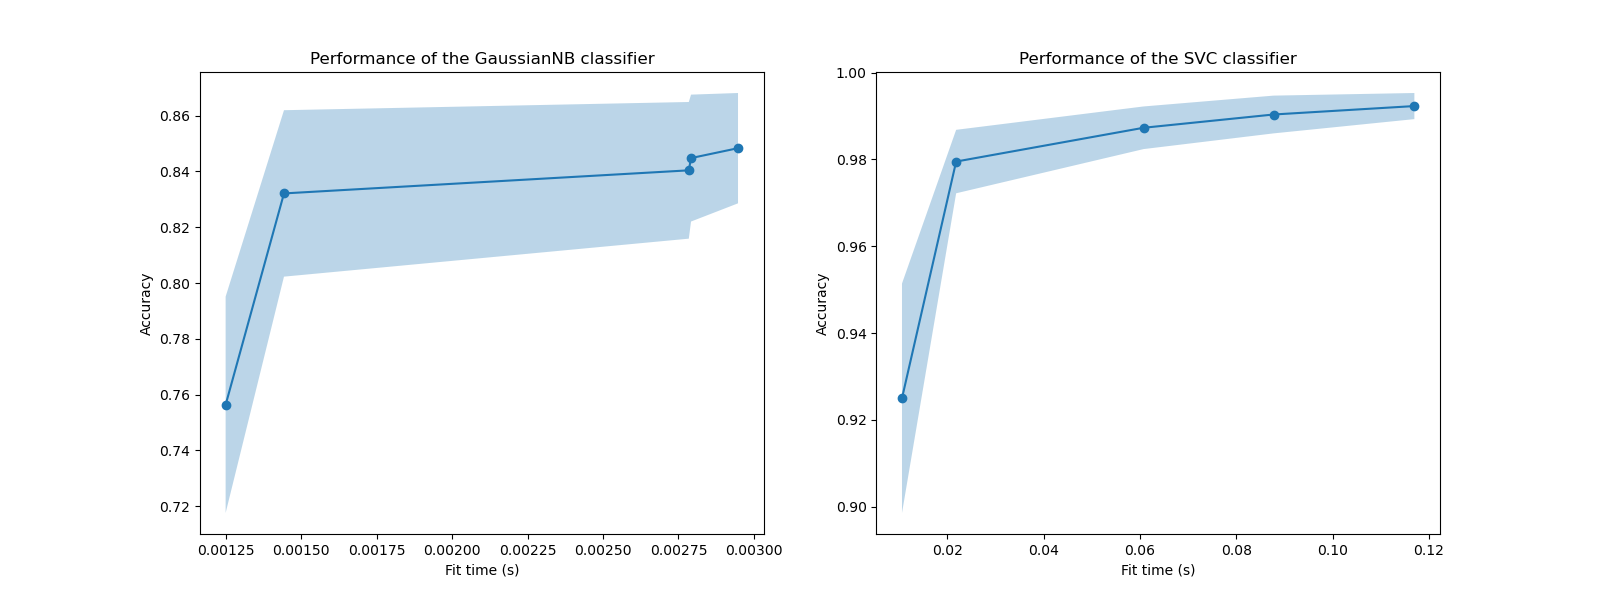 Performance of the GaussianNB classifier
Accuracy
0.86
0.84
0.82
0.80
0.78
0.76
0.74
0.72
0.00125 0.00150 0.00175 0.00200 0.00225 0.00250 0.00275 0.00300
Fit time (s)
Performance of the SVC classifier
Accuracy
1.00
0.98
0.96
0.94
0.92
0.90
0.02 0.04 0.06 0.08 0.10 0.12
Fit time (s)